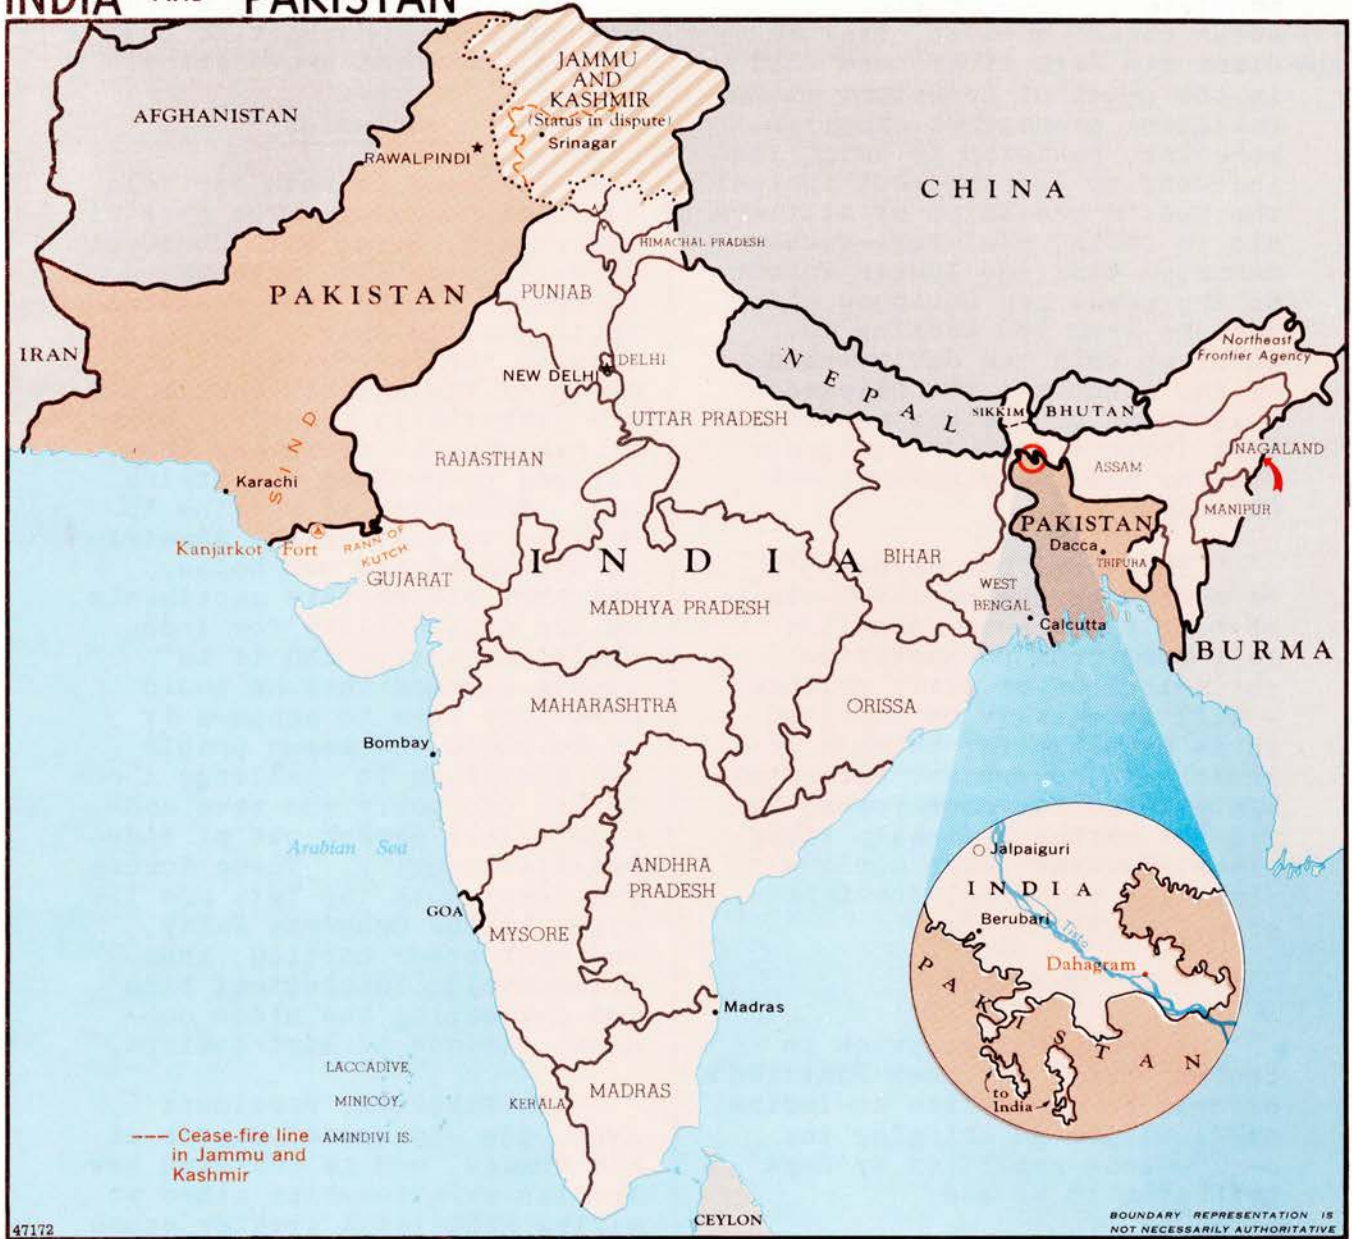 INDIA AND PAKISTAN
AFGHANISTAN
JAMMU
AND
KASHMIR
(Status in dispute)
Srinagar
RAWALPINDI
CHINA
HIMACHAL PRADESH
PAKISTAN
PUNJAB
IRAN
NEPAL
Northeast
Frontier Agency
DELHI
NEW DELHI
SIKKIM
BHUTAN
UTTAR PRADESH
SIND
RAJASTHAN
NAGALAND
ASSAM
Karachi
MANIPUR
PAKISTAN
Dacca
Kanjarkot Fort
RANN OF
KUTCH
INDIA
BIHAR
TRIPURA
GUJARAT
WEST
BENGAL
MADHYA PRADESH
Calcutta
BURMA
MAHARASHTRA
ORISSA
Bombay
Arabian Sea
Jalpaiguri
ANDHRA
PRADESH
INDIA
GOA
Berubari
Tista
MYSORE
Dahagram
PAKISTAN
Madras
LACCADIVE,
MINICOY,
AMINDIVI IS.
KERALA
MADRAS
to
India
--- Cease-fire line
in Jammu and
Kashmir
CEYLON
47172
BOUNDARY REPRESENTATION IS
NOT NECESSARILY AUTHORITATIVE